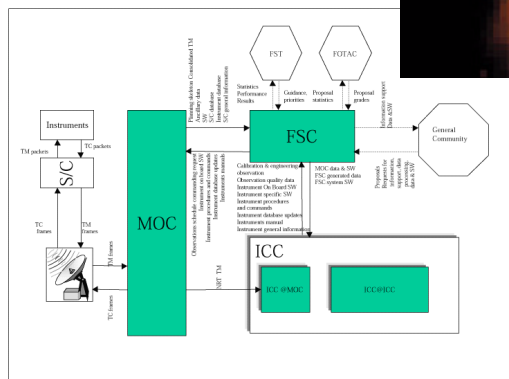 FST
FOTAC
Planning skeleton Consolidated TM
Auxiliary data
SW
S/C database
Instrument database
S/C general information
Statistics
Performance
Results
Guidance,
priorities
Proposal
statistics
Proposal
grades
Information support
Data &SW
Instruments
TM packets
TC packets
S/C
MOC
FSC
General
Community
Proposals
Requests for
information,
support, data
processing,
data & SW
Observations schedule commanding request
Instrument on board SW
Instrument procedures and commands
Instrument database updates
Instruments manuals
Calibration & engineering
observation
Observation quality data
Instrument On Board SW
Instrument specific SW
Instrument procedures
and commands
Instrument database updates
Instruments manual
Instrument general information
MOC data & SW
FSC generated data
FSC system SW
TC
frames
TM
frames
TM frames
TC frames
NRT TM
ICC
ICC @MOC
ICC@ICC